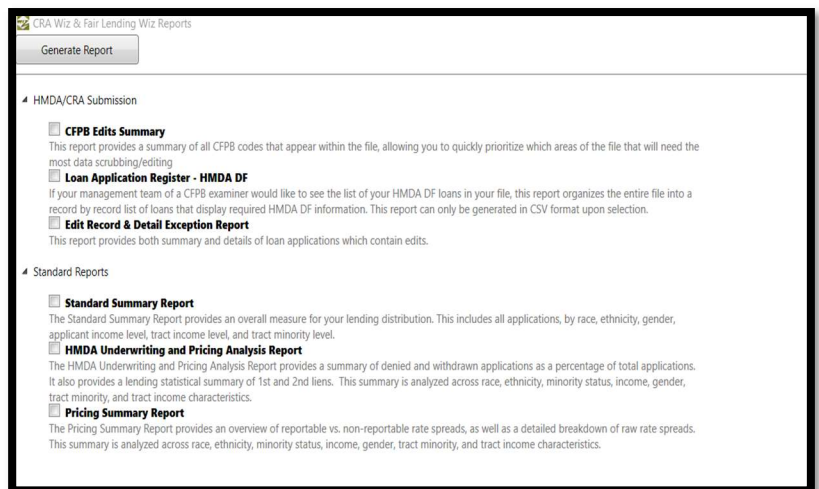 CRA Wiz & Fair Lending Wiz Reports
Generate Report
HMDA/CRA Submission
CFPB Edits Summary
This report provides a summary of all CFPB codes that appear within the file, allowing you to quickly prioritize which areas of the file that will need the
most data scrubbing/editing
Loan Application Register - HMDA DF
If your management team of a CFPB examiner would like to see the list of your HMDA DF loans in your file, this report organizes the entire file into a
record by record list of loans that display required HMDA DF information. This report can only be generated in CSV format upon selection.
Edit Record & Detail Exception Report
This report provides both summary and details of loan applications which contain edits.
Standard Reports
Standard Summary Report
The Standard Summary Report provides an overall measure for your lending distribution. This includes all applications, by race, ethnicity, gender,
applicant income level, tract income level, and tract minority level.
HMDA Underwriting and Pricing Analysis Report
The HMDA Underwriting and Pricing Analysis Report provides a summary of denied and withdrawn applications as a percentage of total applications.
It also provides a lending statistical summary of 1st and 2nd liens. This summary is analyzed across race, ethnicity, minority status, income, gender,
tract minority, and tract income characteristics.
Pricing Summary Report
The Pricing Summary Report provides an overview of reportable vs. non-reportable rate spreads, as well as a detailed breakdown of raw rate spreads.
This summary is analyzed across race, ethnicity, minority status, income, gender, tract minority, and tract income characteristics.